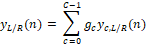 y_{L/R}(n) = \sum_{c=0}^{C-1} g_c y_{c,L/R}(n)